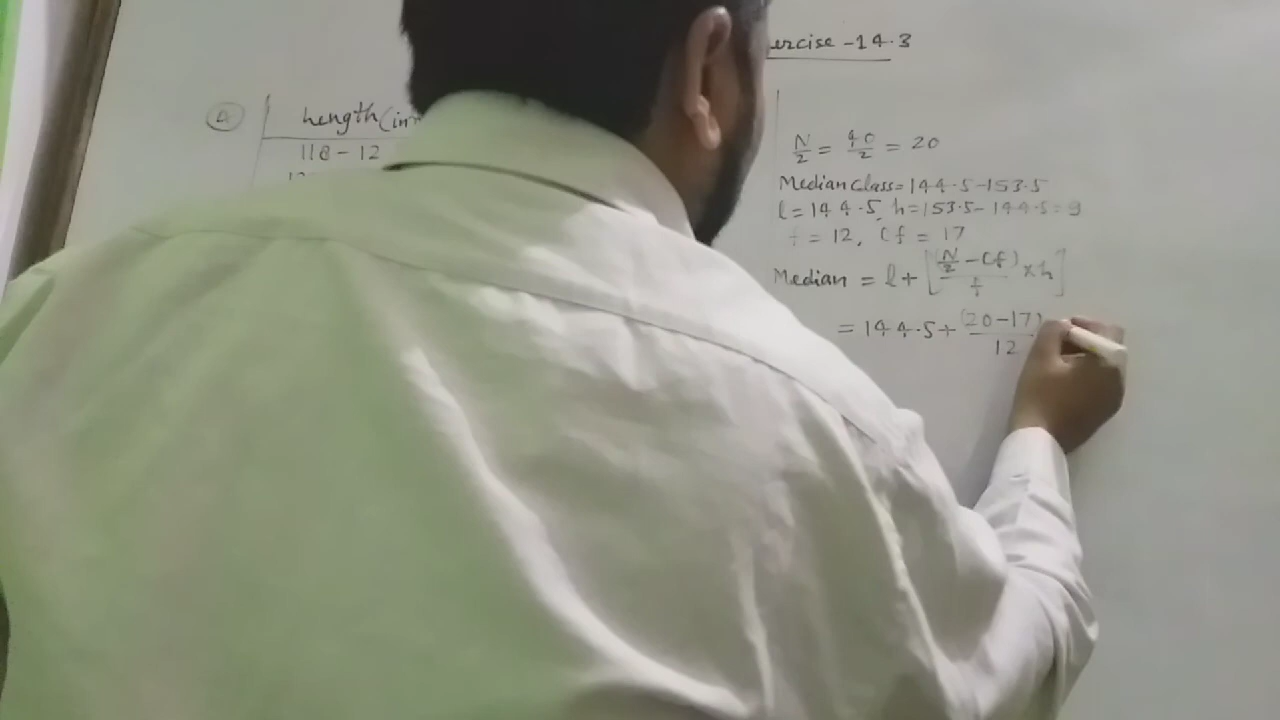 ercise - 14.3
4 Length (in
118 - 12
N/2 = 40/2 = 20
Median Class = 144.5-153.5
l = 144.5, h = 153.5 - 144.5 = 9
f = 12, Cf = 17
Median = l + [(N/2 - Cf)/f × h]
= 144.5 + (20-17)/12